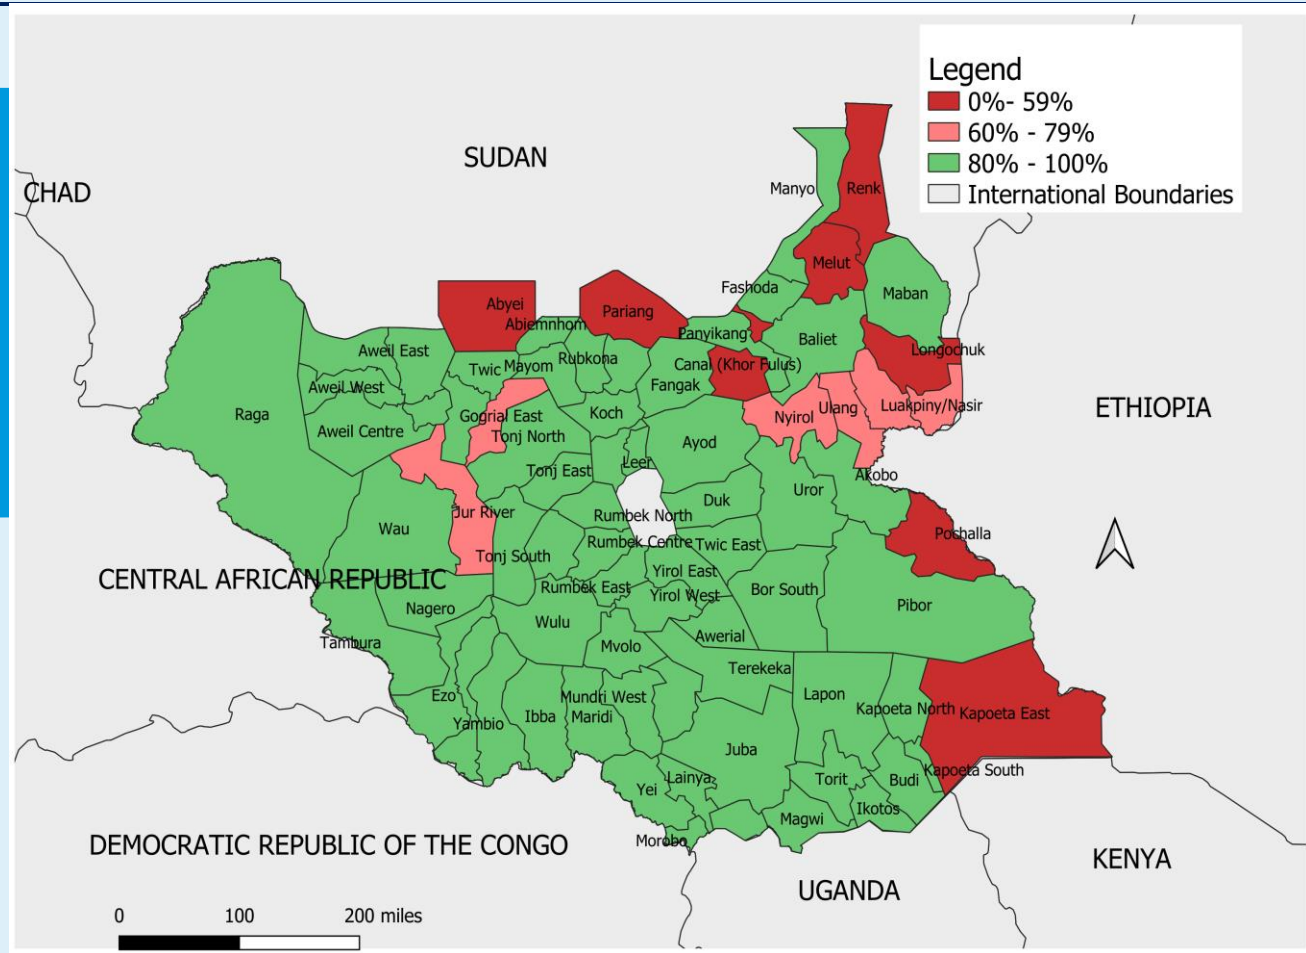 Legend
0%- 59%
60% - 79%
80% - 100%
International Boundaries
SUDAN
CHAD
Manyo
Renk
Melut
Fashoda
Maban
Abyei
Pariang
Abiemnhom
Panyikang
Baliet
Longochuk
Aweil East
Twic
Mayom
Rubkona
Canal (Khor Fulus)
Fangak
Aweil West
Raga
Gogrial East
Koch
Nyirol
Ulang
Luakpiny/Nasir
ETHIOPIA
Aweil Centre
Tonj North
Ayod
Leer
Tonj East
Akobo
Uror
Duk
Jur River
Rumbek North
Wau
Pochalla
Rumbek Centre
Twic East
Tonj South
CENTRAL AFRICAN REPUBLIC
Yirol East
Rumbek East
Yirol West
Bor South
Nagero
Pibor
Wulu
Tambura
Mvolo
Awerial
Terekeka
Ezo
Mundri West
Lapon
Yambio
Ibba
Maridi
Kapoeta North
Kapoeta East
Juba
Kapoeta South
Lainya
Torit
Budi
Yei
Ikotos
Magwi
Morobo
DEMOCRATIC REPUBLIC OF THE CONGO
KENYA
UGANDA
0 100 200 miles